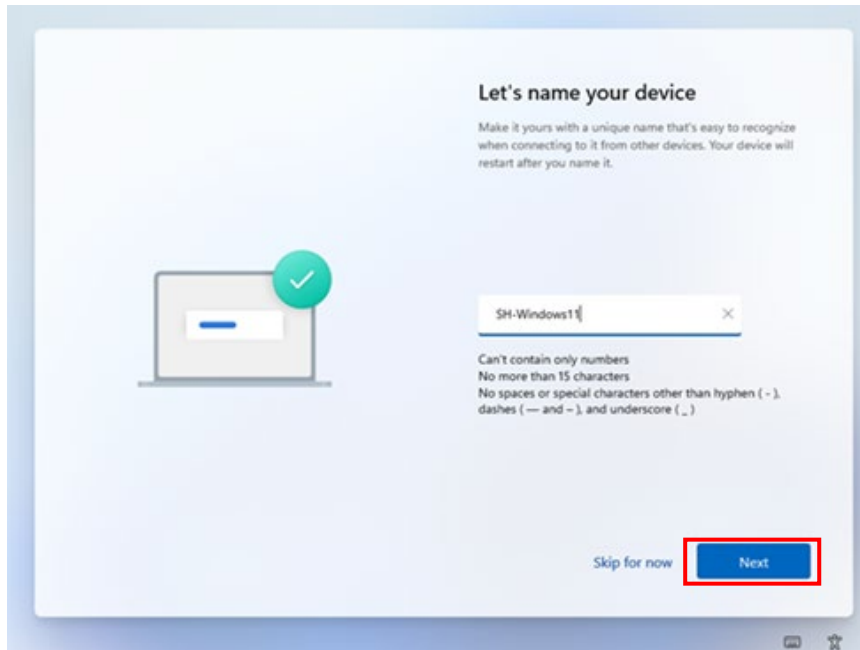 Let's name your device
Make it yours with a unique name that's easy to recognize
when connecting to it from other devices. Your device will
restart after you name it.
SH-Windows11
Can't contain only numbers
No more than 15 characters
No spaces or special characters other than hyphen ( - ),
dashes ( — and – ), and underscore ( _ )
Skip for now
Next